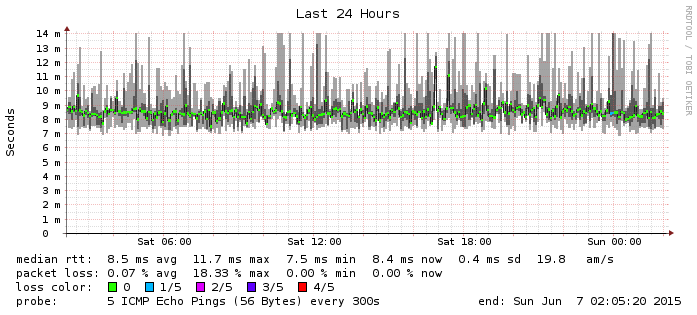 Last 24 Hours
RRDTOOL / TOBI OETIKER
Seconds
14 m
13 m
12 m
11 m
10 m
9 m
8 m
7 m
6 m
5 m
4 m
3 m
2 m
1 m
0
Sat 06:00 Sat 12:00 Sat 18:00 Sun 00:00
median rtt: 8.5 ms avg 11.7 ms max 7.5 ms min 8.4 ms now 0.4 ms sd 19.8 am/s
packet loss: 0.07 % avg 18.33 % max 0.00 % min 0.00 % now
loss color: 0 1/5 2/5 3/5 4/5
probe: 5 ICMP Echo Pings (56 Bytes) every 300s end: Sun Jun 7 02:05:20 2015